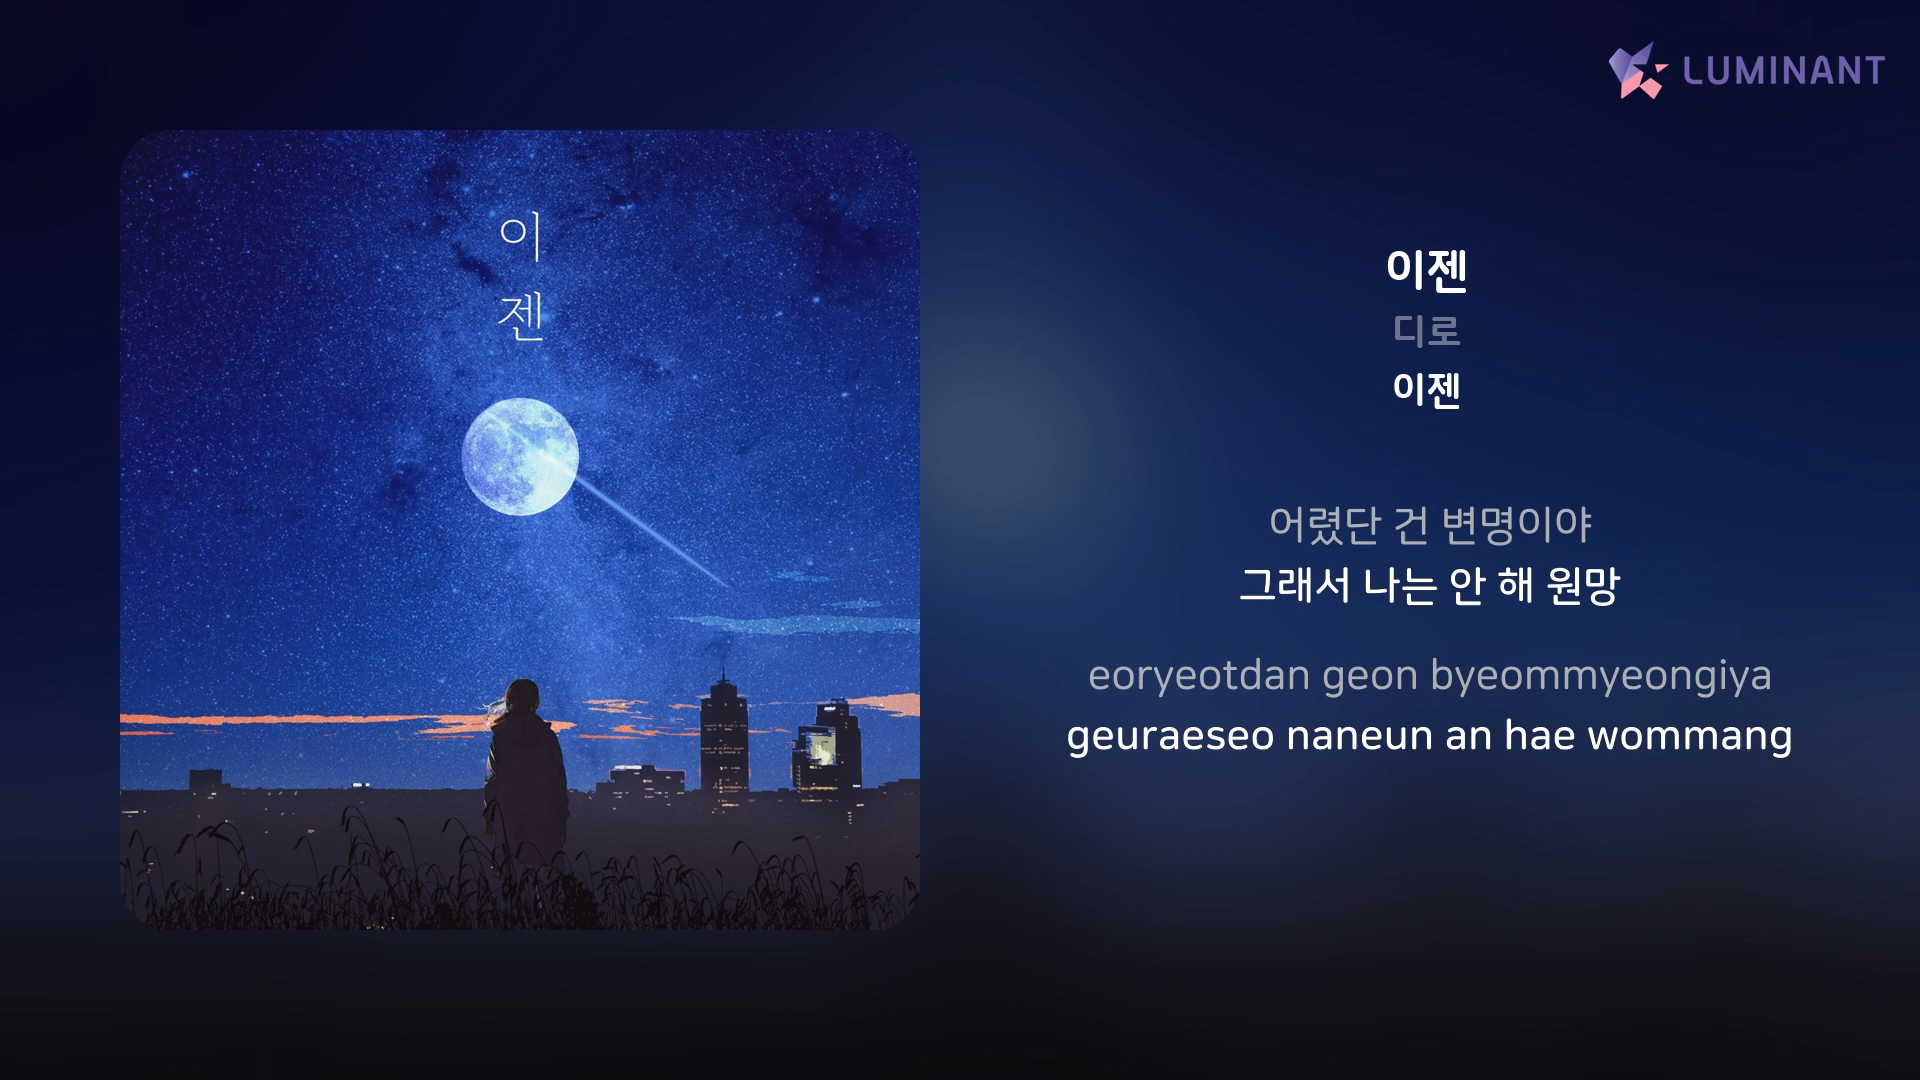 이
젠
LUMINANT
이젠
디로
이젠
어렸단 건 변명이야
그래서 나는 안 해 원망
eoryeotdan geon byeommyeongiya
geuraeseo naneun an hae wommang